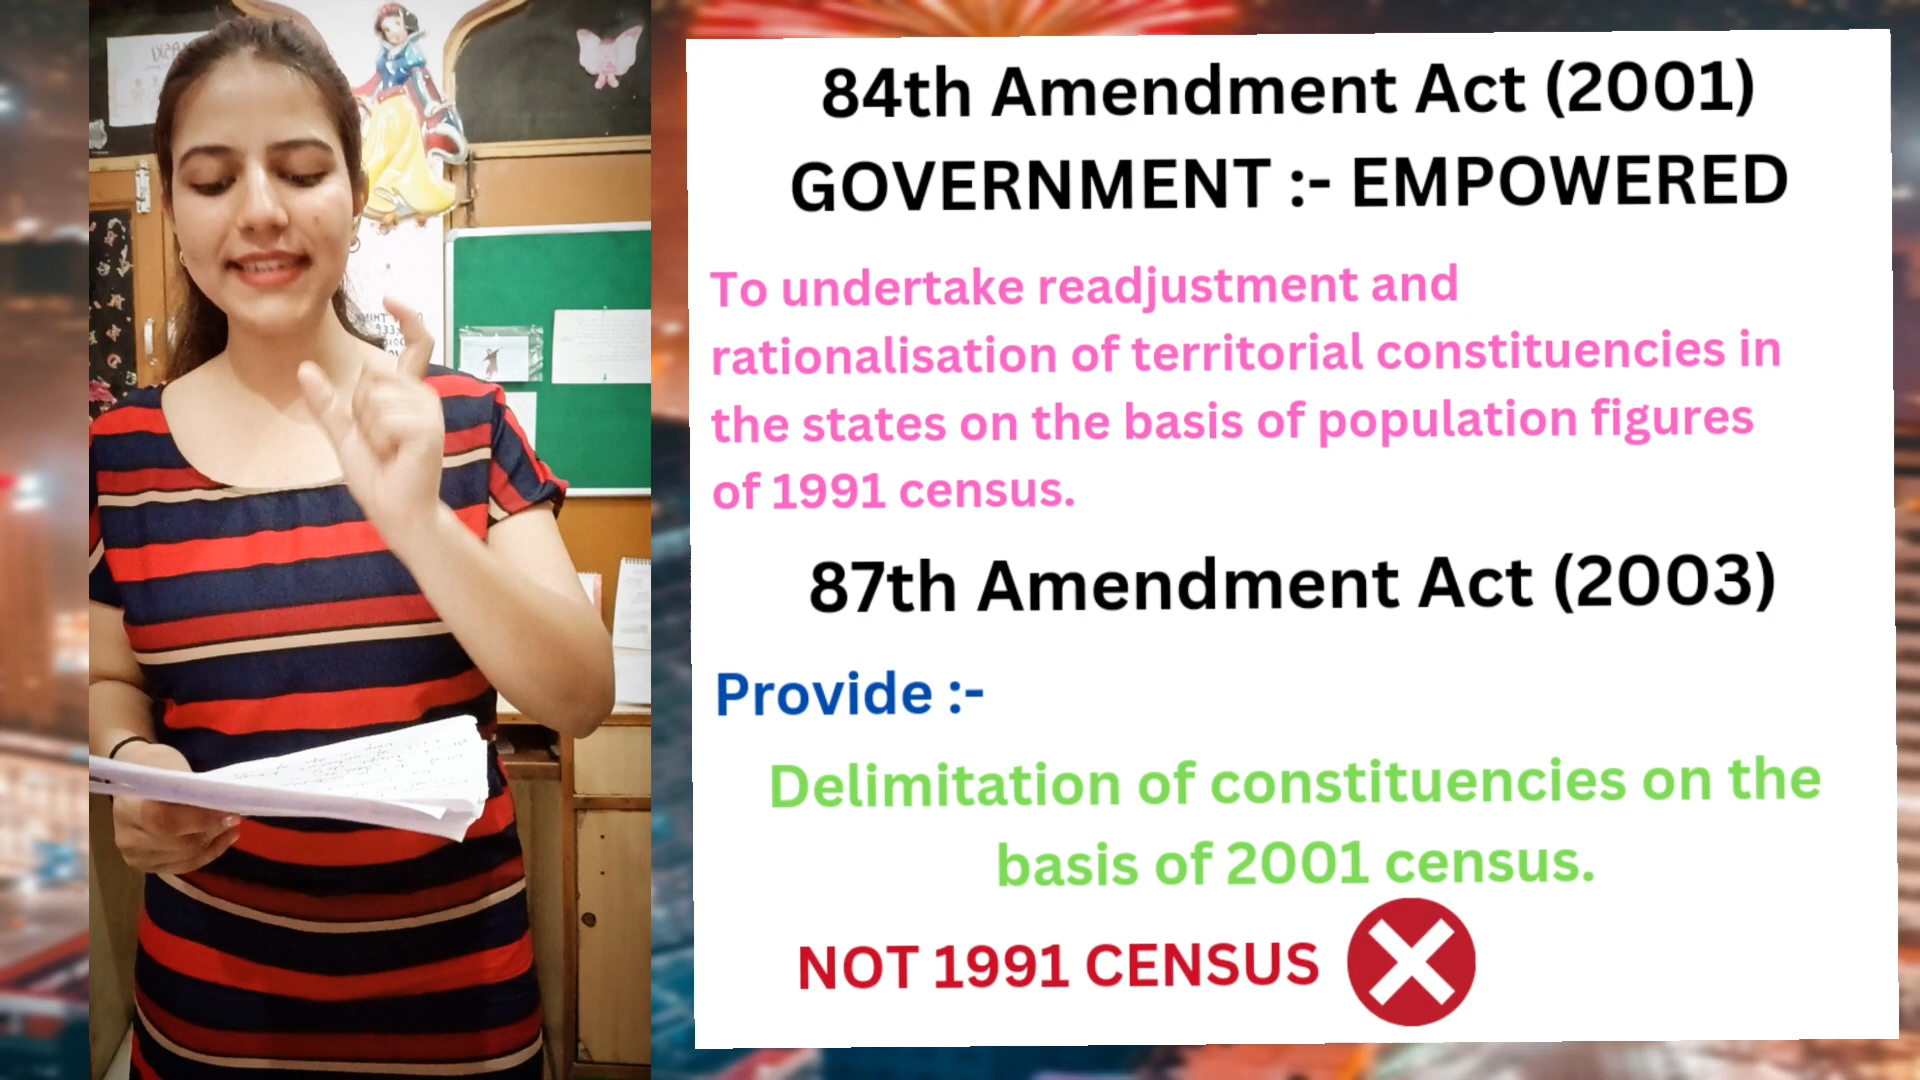 84th Amendment Act (2001)
GOVERNMENT :- EMPOWERED
To undertake readjustment and
rationalisation of territorial constituencies in
the states on the basis of population figures
of 1991 census.
87th Amendment Act (2003)
Provide :-
Delimitation of constituencies on the
basis of 2001 census.
NOT 1991 CENSUS